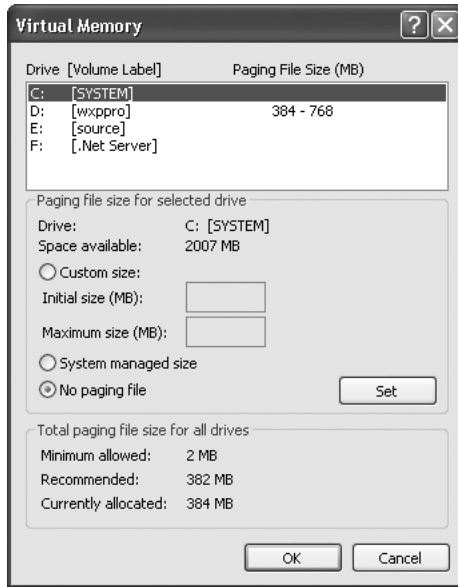 Virtual Memory
Drive [Volume Label] Paging File Size (MB)
C: [SYSTEM]
D: [wxppro] 384 - 768
E: [source]
F: [.Net Server]
Paging file size for selected drive
Drive: C: [SYSTEM]
Space available: 2007 MB
Custom size:
Initial size (MB):
Maximum size (MB):
System managed size
No paging file Set
Total paging file size for all drives
Minimum allowed: 2 MB
Recommended: 382 MB
Currently allocated: 384 MB
OK Cancel